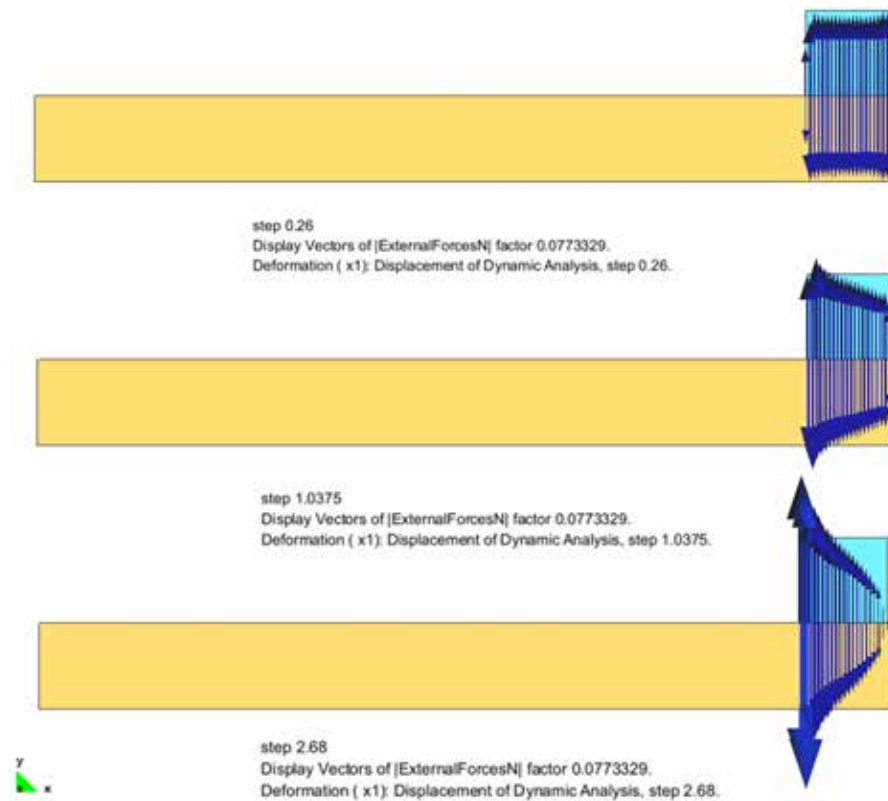 step 0.26
Display Vectors of |ExternalForcesN| factor 0.0773329.
Deformation ( x1): Displacement of Dynamic Analysis, step 0.26.
step 1.0375
Display Vectors of |ExternalForcesN| factor 0.0773329.
Deformation ( x1): Displacement of Dynamic Analysis, step 1.0375.
step 2.68
Display Vectors of |ExternalForcesN| factor 0.0773329.
Deformation ( x1): Displacement of Dynamic Analysis, step 2.68.
y
x